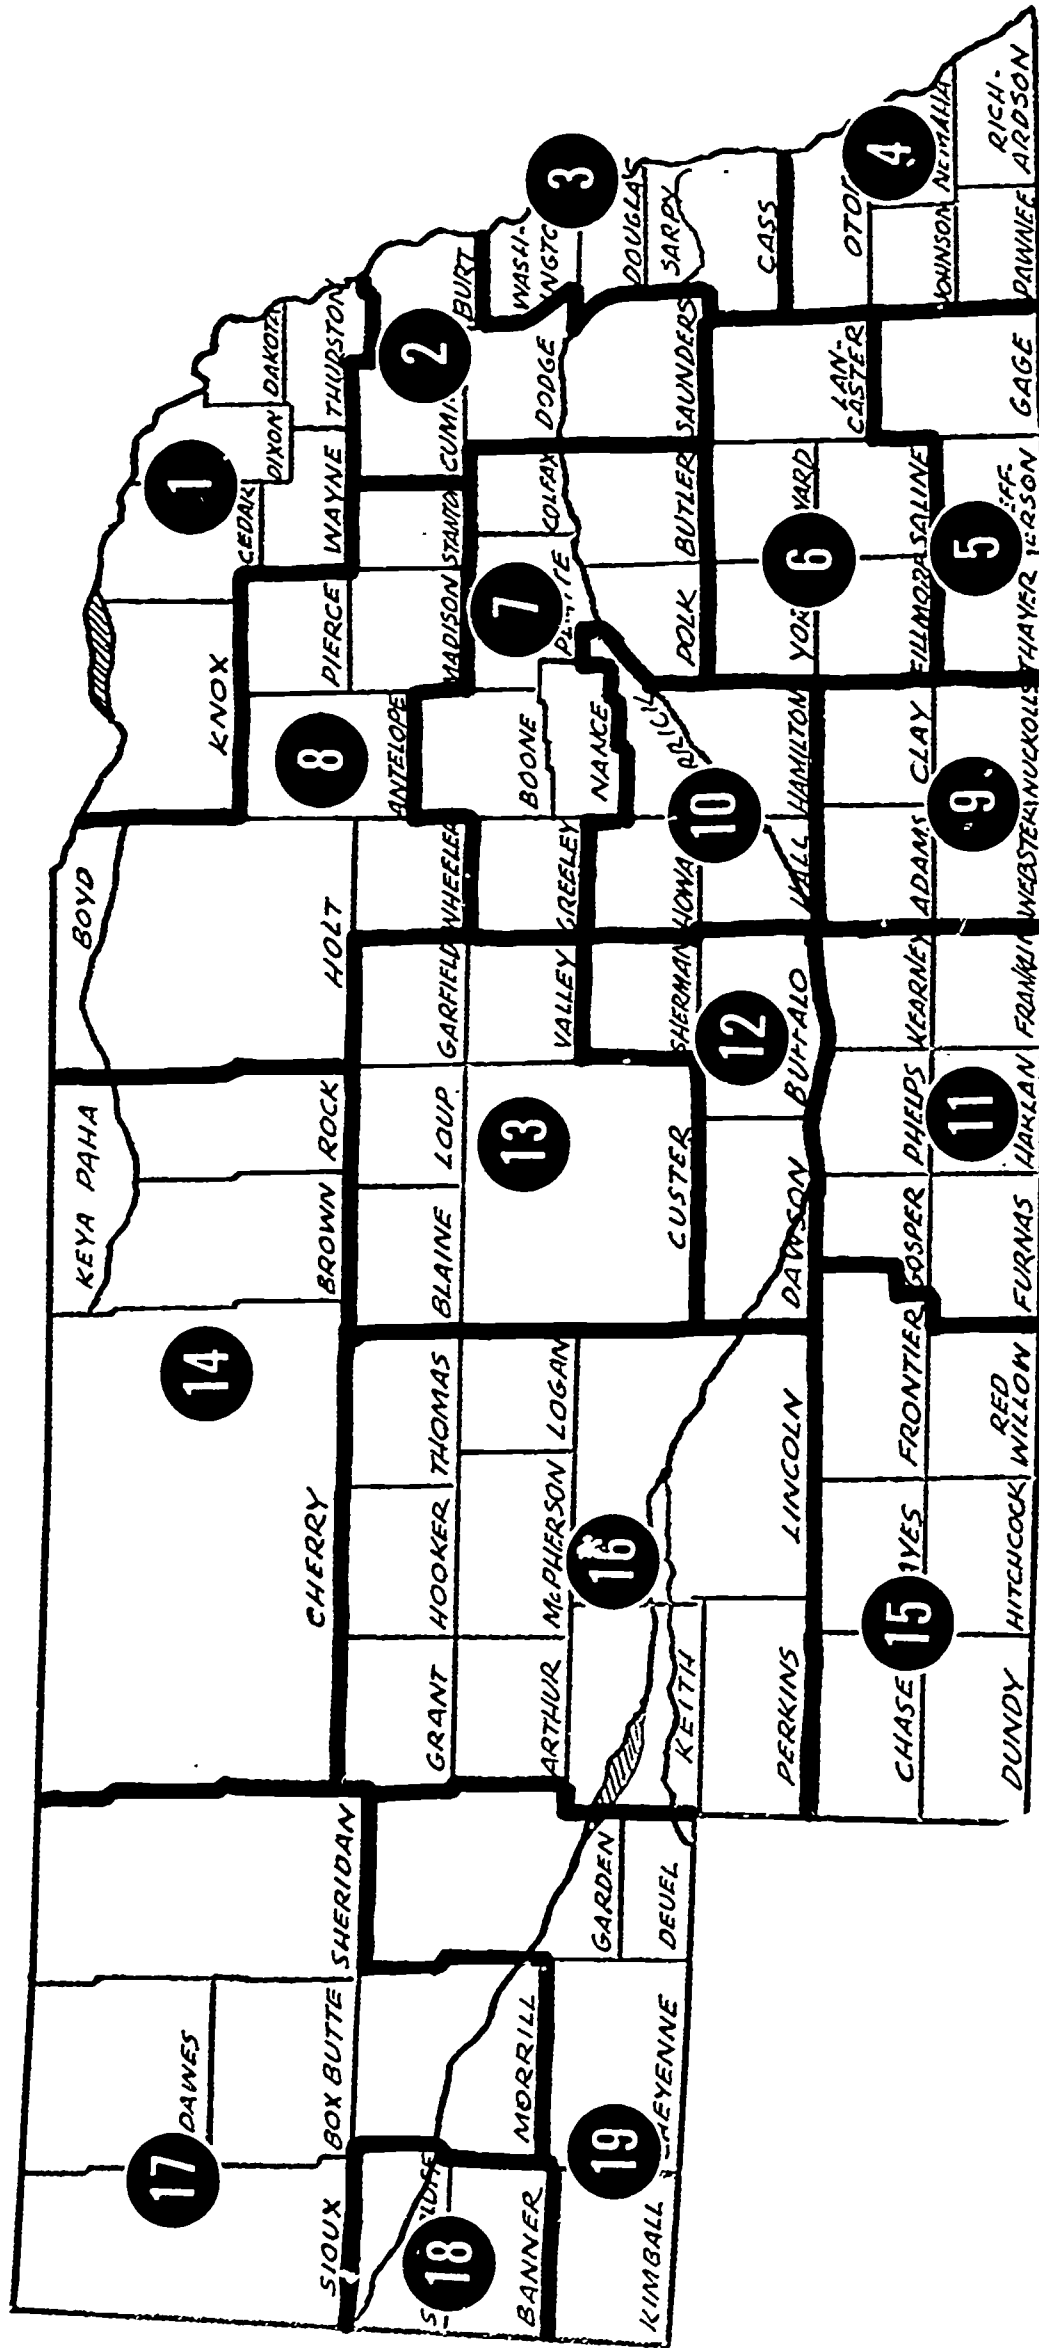 SIOUX
17
DAWES
BOX BUTTE
SHERIDAN
18
BANNER
MORRILL
19
KIMBALL
GARDEN
DEUEL
14
CHERRY
KEYA PAHA
BROWN
ROCK
BOYD
HOLT
GRANT
HOOKER
THOMAS
ARTHUR
McPHERSON
LOGAN
16
KEITH
LINCOLN
PERKINS
BLAINE
LOUP
GARFIELD
WHEELER
13
CUSTER
VALLEY
GREELEY
SHERMAN
12
DAWSON
BUFFALO
15
CHASE
FRONTIER
DUNDY
HITCHCOCK
RED
WILLOW
GOSPER
PHELPS
KEARNEY
11
FURNAS
HARLAN
FRANKLIN
KNOX
1
CEDAR
DIXON
DAKOTA
8
ANTELOPE
PIERCE
WAYNE
THURSTON
MADISON
STANTON
2
BURT
BOONE
7
COLFAX
DODGE
WASH-
3
NANCE
10
HALL
HAMILTON
POLK
BUTLER
SAUNDERS
DOUGLAS
SARPY
CASS
6
LAN-
CASTER
ADAMS
CLAY
FILLMORE
SALINE
9
WEBSTER
NUCKOLLS
THAYER
5
GAGE
4
JOHNSON
NEMAHA
PAWNEE
RICH-
ARDSON